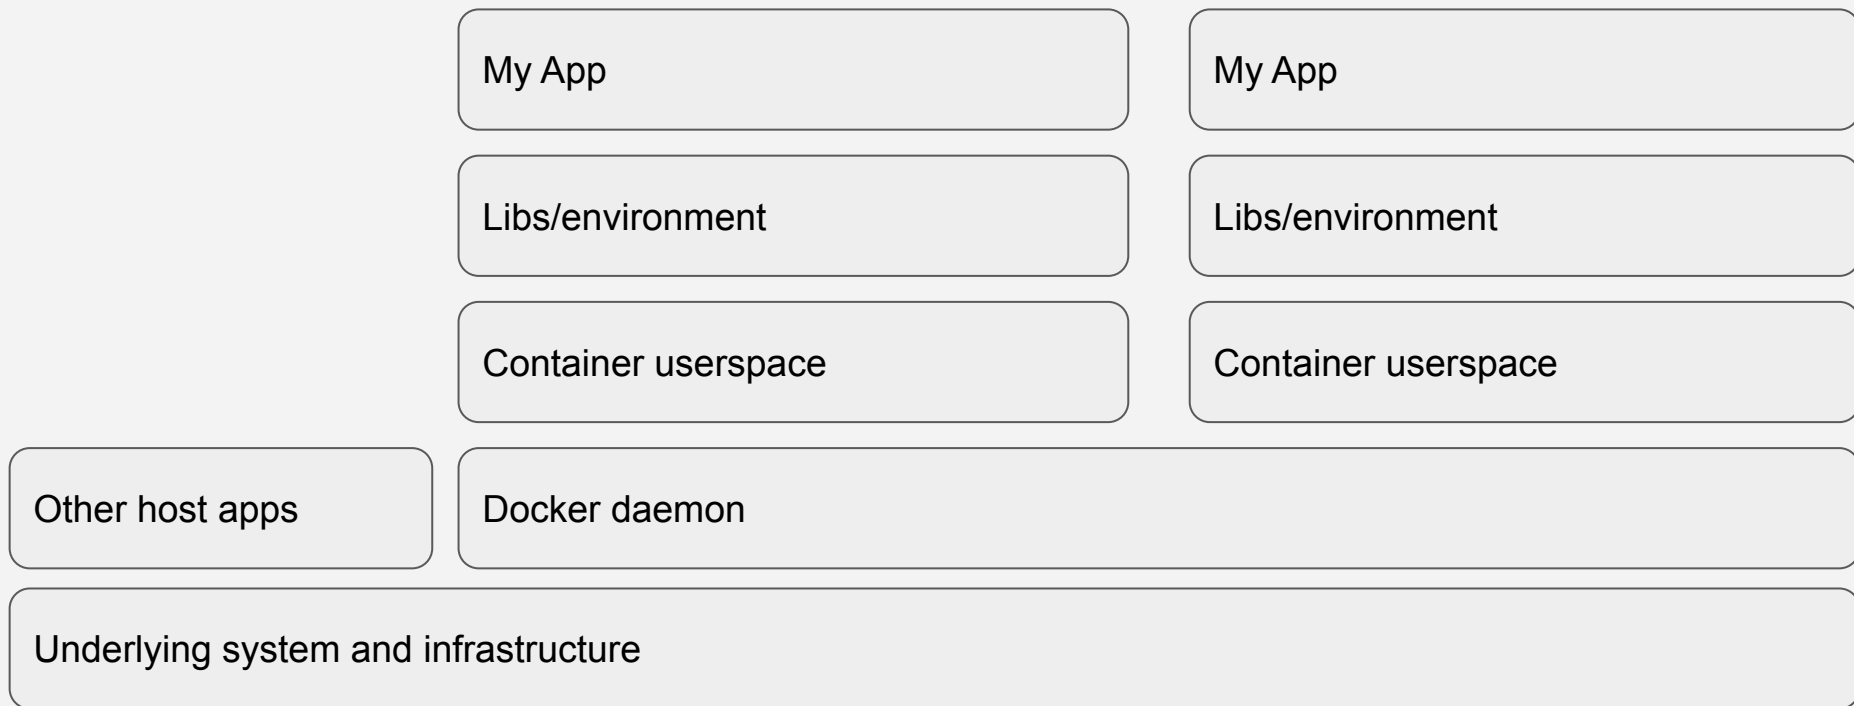 My App
My App
Libs/environment
Libs/environment
Container userspace
Container userspace
Other host apps
Docker daemon
Underlying system and infrastructure